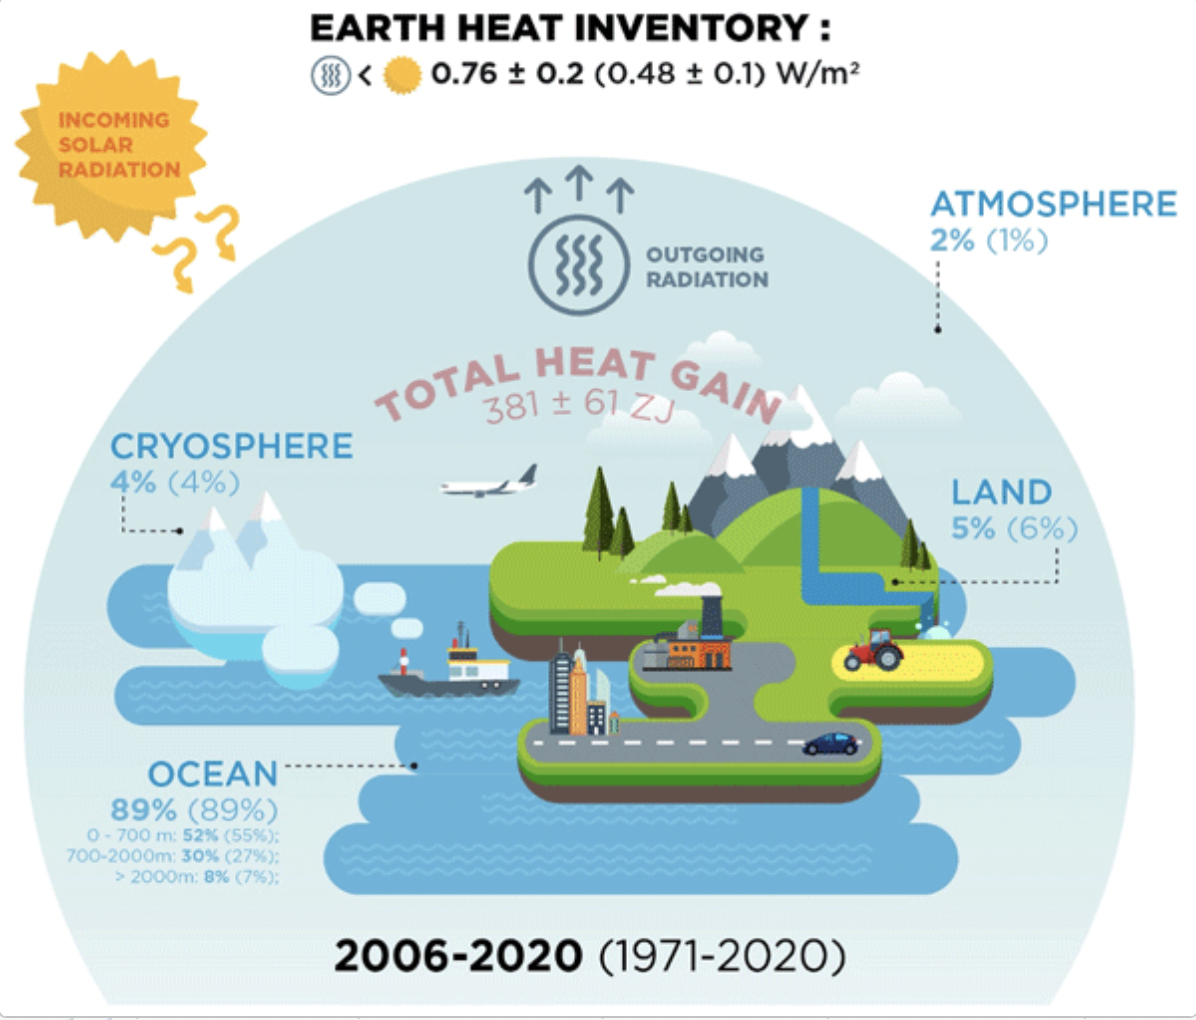 EARTH HEAT INVENTORY :
< 0.76 ± 0.2 (0.48 ± 0.1) W/m²
INCOMING
SOLAR
RADIATION
OUTGOING
RADIATION
ATMOSPHERE
2% (1%)
TOTAL HEAT GAIN
381 ± 61 ZJ
CRYOSPHERE
4% (4%)
LAND
5% (6%)
OCEAN
89% (89%)
0 - 700 m: 52% (55%);
700-2000m: 30% (27%);
> 2000m: 8% (7%);
2006-2020 (1971-2020)